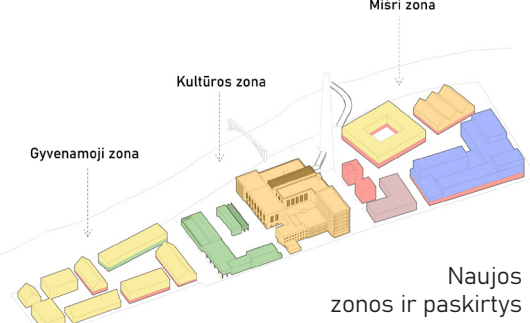 Mišri zona
Kultūros zona
Gyvenamoji zona
Naujos
zonos ir paskirtys